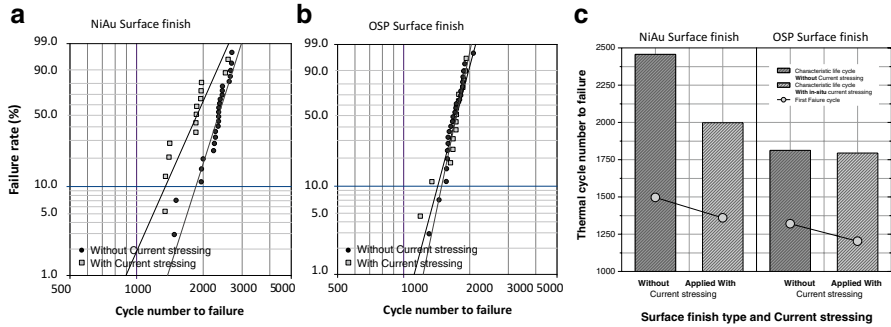 a
NiAu Surface finish
99.0
90.0
50.0
10.0
5.0
1.0
Failure rate (%)
Without Current stressing
With Current stressing
500
1000
2000
3000
5000
Cycle number to failure
b
OSP Surface finish
99.0
90.0
50.0
10.0
5.0
1.0
Without Current stressing
With Current stressing
500
1000
2000
3000
5000
Cycle number to failure
c
NiAu Surface finish
OSP Surface finish
2500
2250
2000
1750
1500
1250
1000
Thermal cycle number to failure
Characteristic life cycle
Without Current stressing
Characteristic life cycle
With in-situ current stressing
First Failure cycle
Without
Applied With
Current stressing
Without
Applied With
Current stressing
Surface finish type and Current stressing